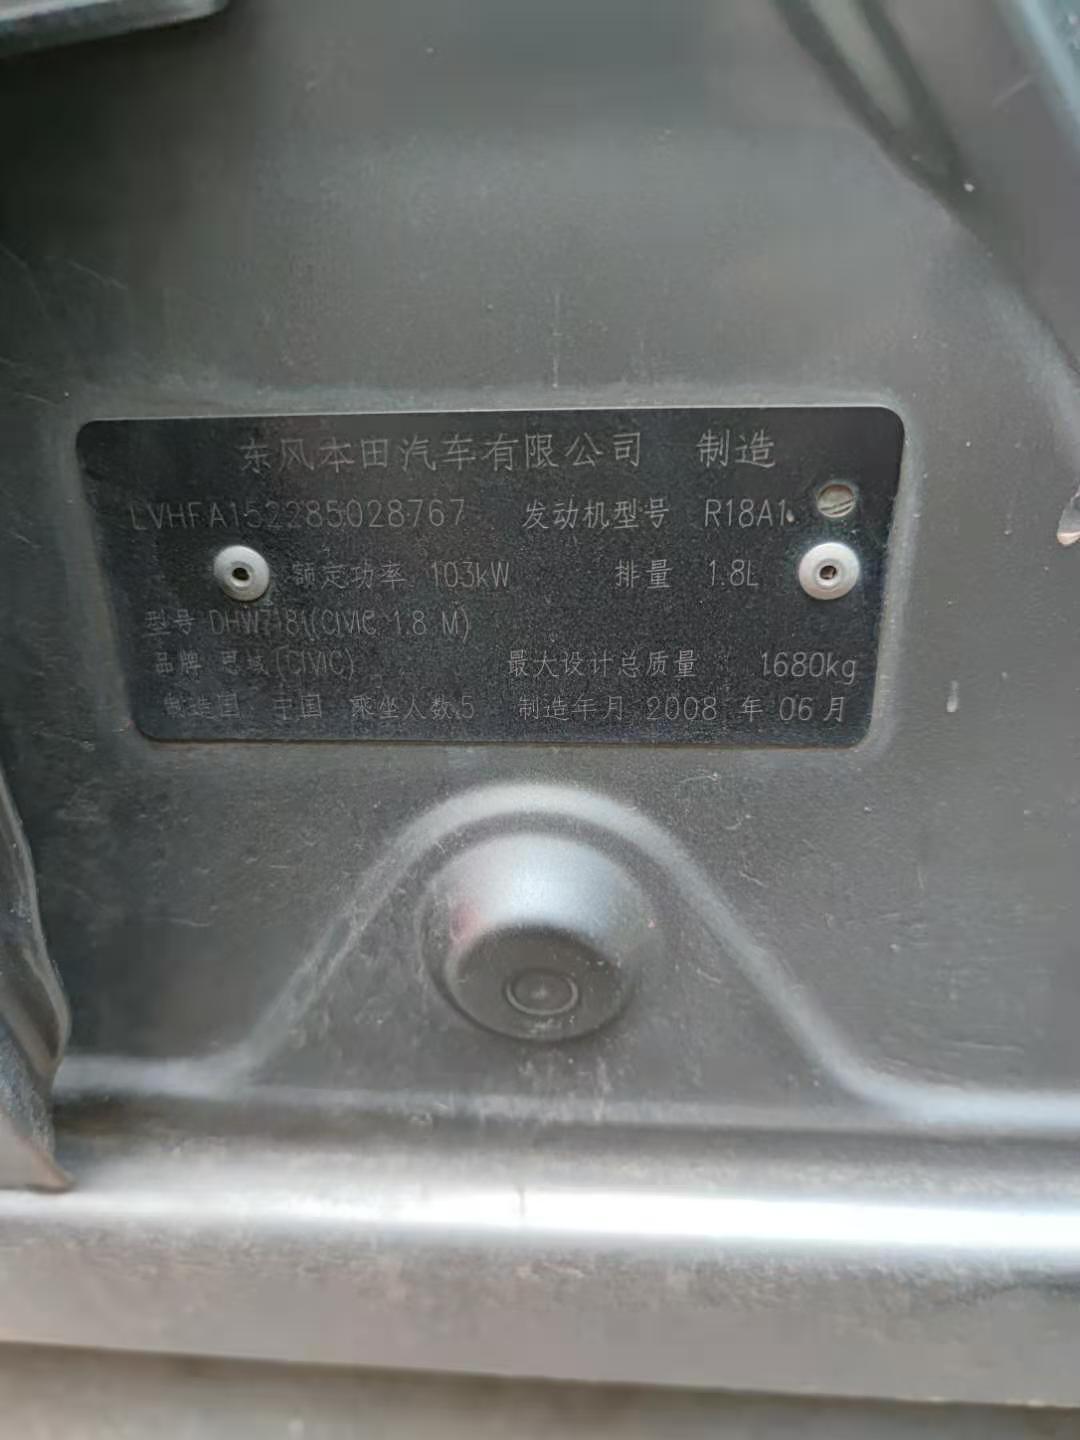 东风本田汽车有限公司 制造
LVHFA152285028767 发动机型号 R18A1
额定功率 103kW 排量 1.8L
型号 DHW7181(CIVIC 1.8 M)
品牌 思域(CIVIC) 最大设计总质量 1680kg
制造国 中国 乘坐人数5 制造年月 2008 年 06 月